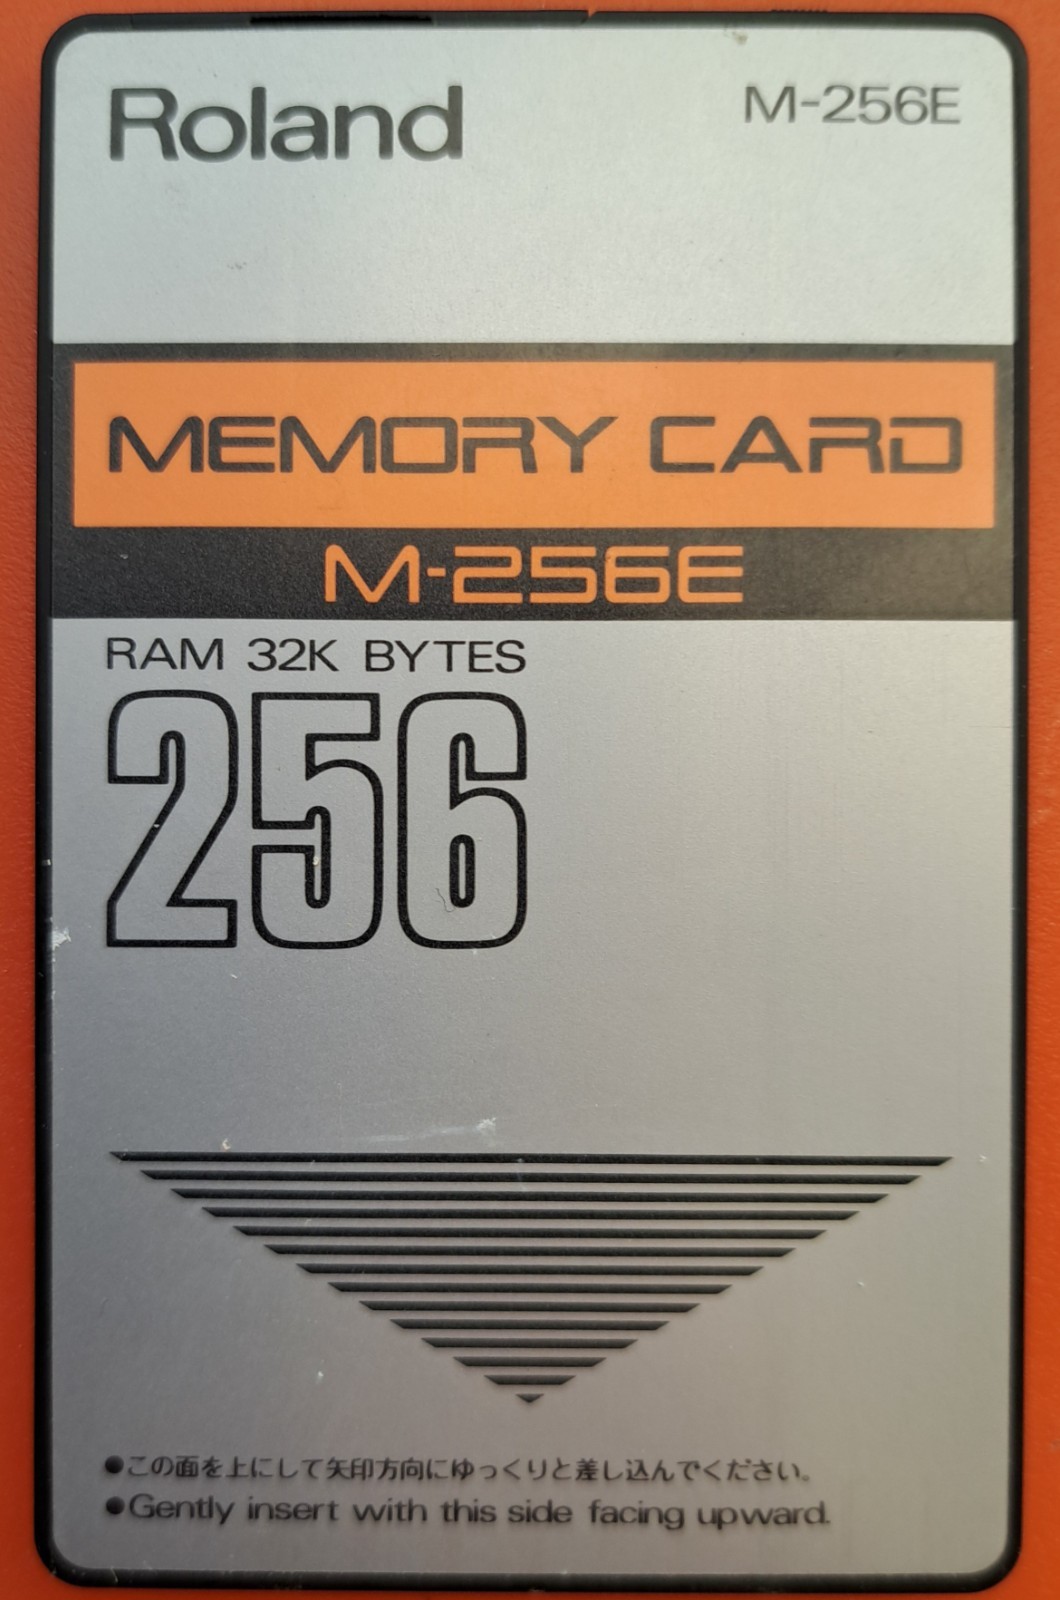 Roland
M-256E
MEMORY CARD
M-256E
RAM 32K BYTES
256
●この面を上にして矢印方向にゆっくりと差し込んでください。
●Gently insert with this side facing upward.